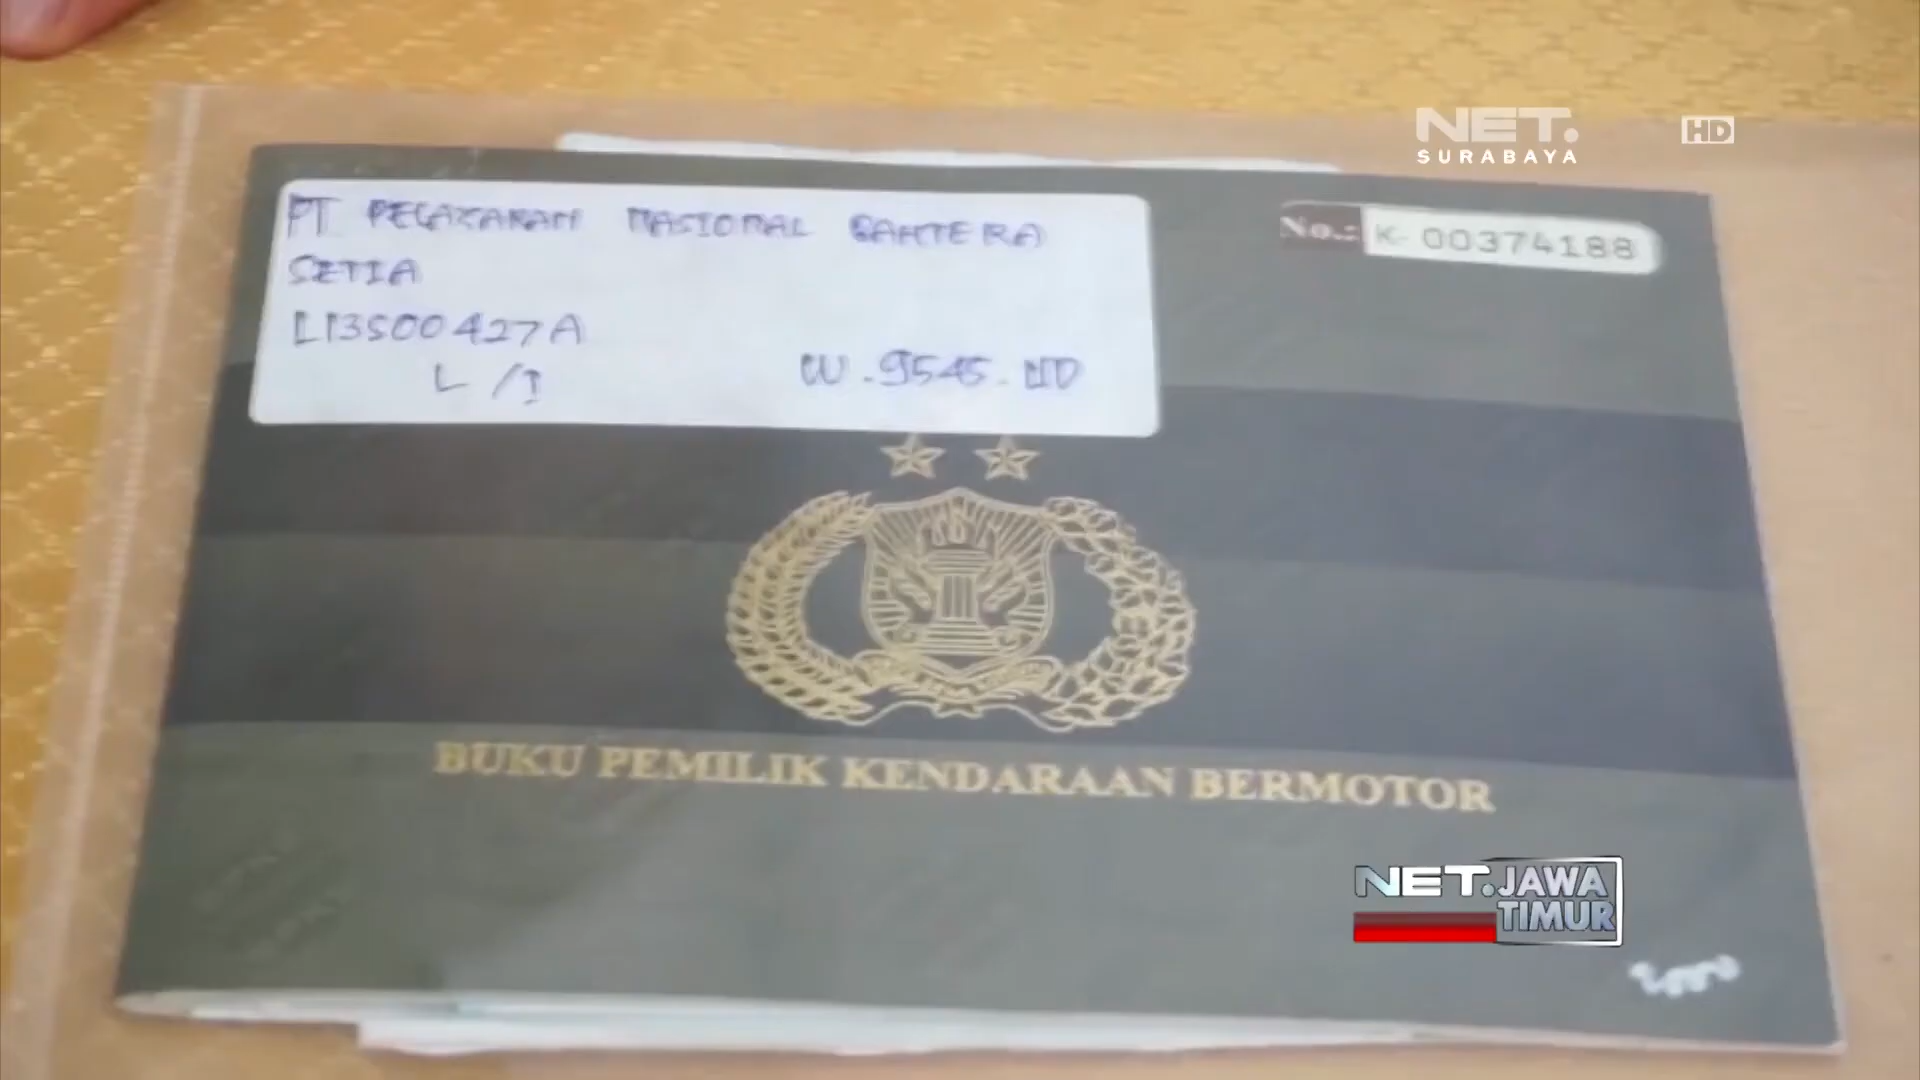 NET.
SURABAYA
HD
PT PELAYARAN NASIONAL BAHTERA
SETIA
No.: K- 00374188
L13500427A
L /I
W - 9545 - UD
BUKU PEMILIK KENDARAAN BERMOTOR
NET. JAWA
TIMUR